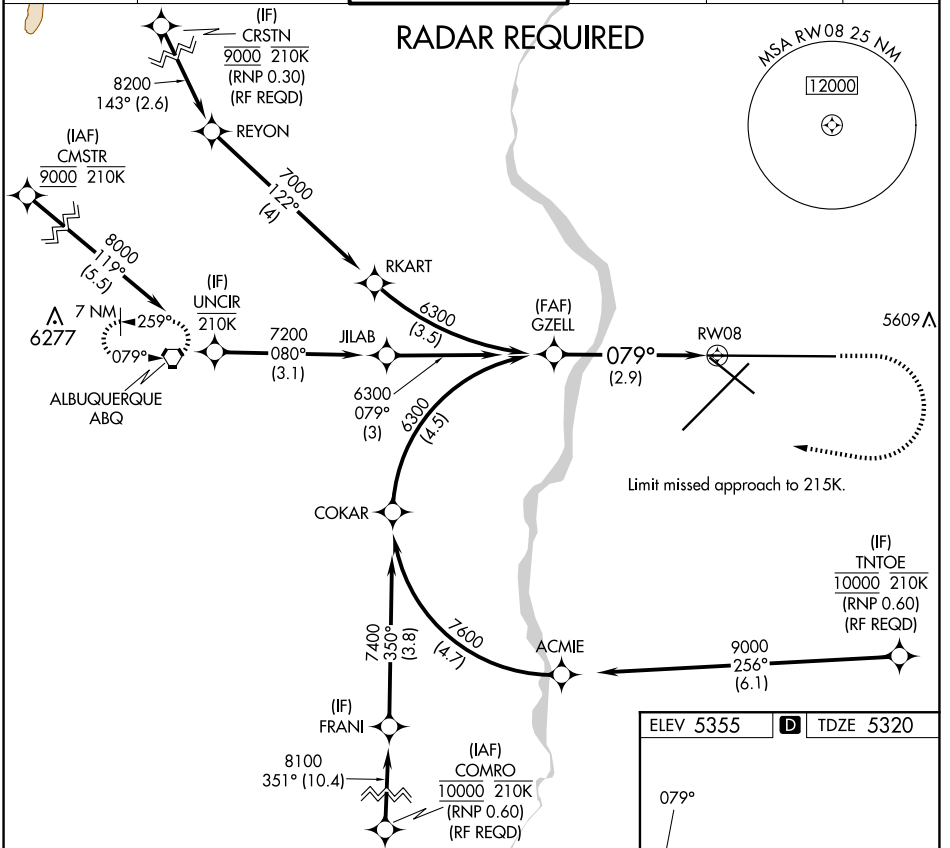 RADAR REQUIRED
(IF)
CRSTN
9000 210K
(RNP 0.30)
(RF REQD)
8200
143° (2.6)
REYON
MSA RW08 25 NM
12000
(IAF)
CMSTR
9000 210K
7000
122°
(4)
8000
119°
(5.5)
RKART
6300
(3.5)
(IF)
UNCIR
210K
7 NM
259°
079°
6277
ALBUQUERQUE
ABQ
7200
080°
(3.1)
JILAB
6300
079°
(3)
(FAF)
GZELL
079°
(2.9)
RW08
5609
6300
(4.5)
Limit missed approach to 215K.
COKAR
(IF)
TNTOE
10000 210K
(RNP 0.60)
(RF REQD)
7600
(4.7)
ACMIE
9000
256°
(6.1)
7400
350°
(3.8)
(IF)
FRANI
8100
351° (10.4)
(IAF)
COMRO
10000 210K
(RNP 0.60)
(RF REQD)
ELEV 5355 D TDZE 5320
079°